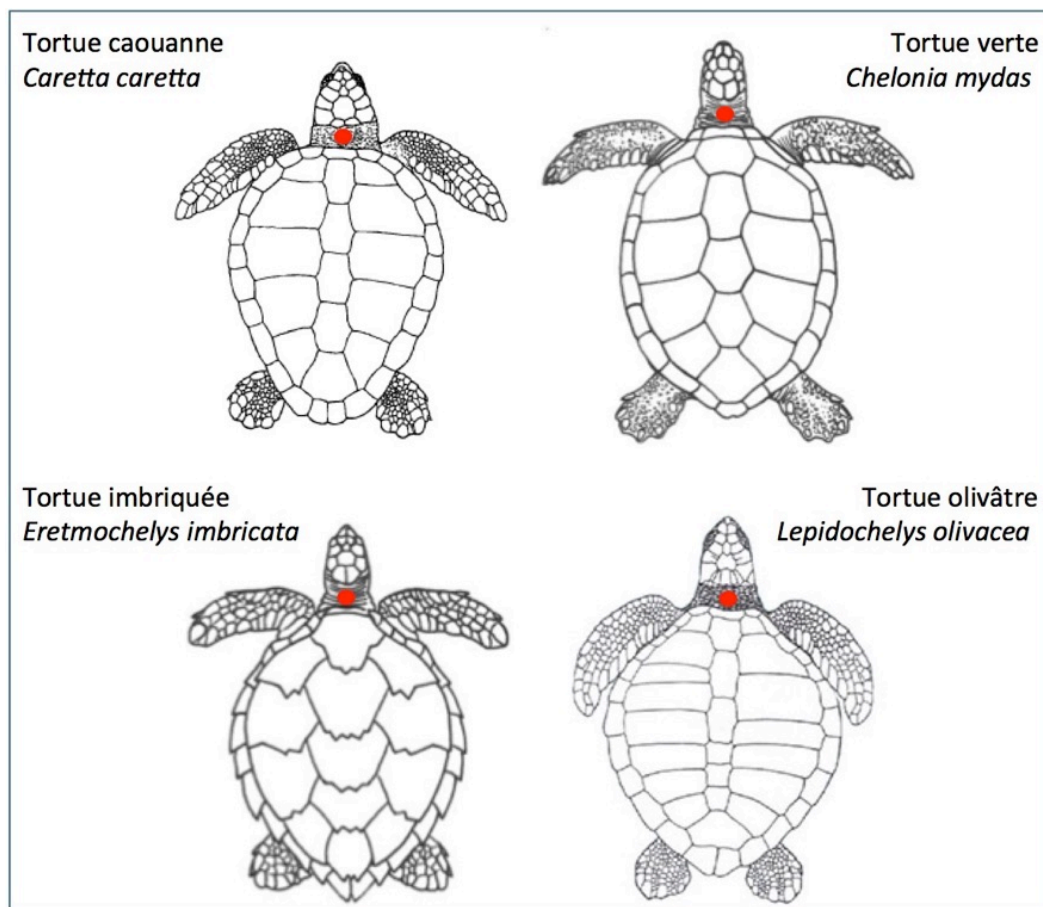 Tortue caouanne
Caretta caretta
Tortue verte
Chelonia mydas
Tortue imbriquée
Eretmochelys imbricata
Tortue olivâtre
Lepidochelys olivacea